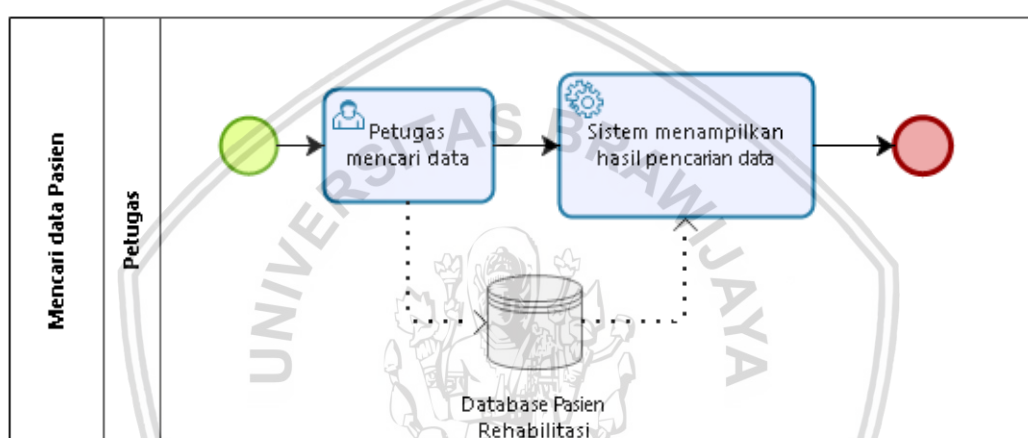 Mencari data Pasien
Petugas
Petugas
mencari data
Sistem menampilkan
hasil pencarian data
Database Pasien
Rehabilitasi
UNIVERSITAS BRAWIJAYA